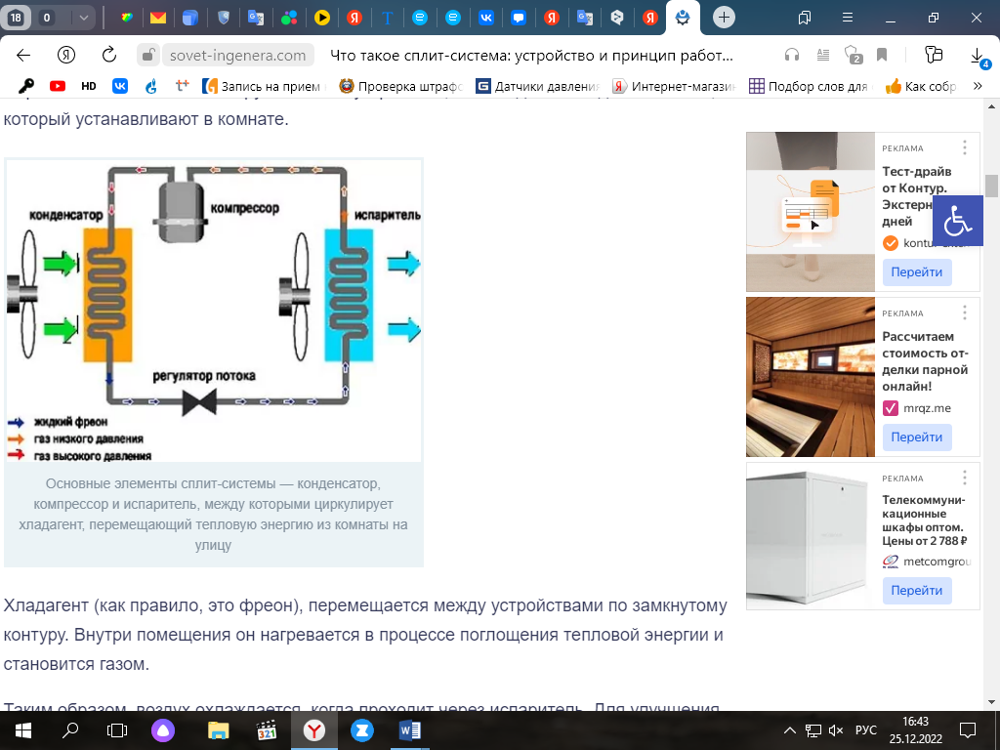 18
0
sovet-ingenera.com
Что такое сплит-система: устройство и принцип работ...
2
4
HD
Запись на прием
Проверка штрафо
Датчики давления
Интернет-магазин
Подбор слов для
Как собр
»
который устанавливают в комнате.
конденсатор
компрессор
испаритель
регулятор потока
жидкий фреон
газ низкого давления
газ высокого давления
Основные элементы сплит-системы — конденсатор,
компрессор и испаритель, между которыми циркулирует
хладагент, перемещающий тепловую энергию из комнаты на
улицу
Хладагент (как правило, это фреон), перемещается между устройствами по замкнутому
контуру. Внутри помещения он нагревается в процессе поглощения тепловой энергии и
становится газом.
Таким образом, воздух охлаждается, когда проходит через испаритель. Для улучшения
РЕКЛАМА
Тест-драйв
от Контур.
Экстерн
дней
Перейти
РЕКЛАМА
Рассчитаем
стоимость от-
делки парной
онлайн!
mrqz.me
Перейти
РЕКЛАМА
Телекоммуни-
кационные
шкафы оптом.
Цены от 2 788 ₽
metcomgrou
Перейти
321
РУС
16:43
25.12.2022